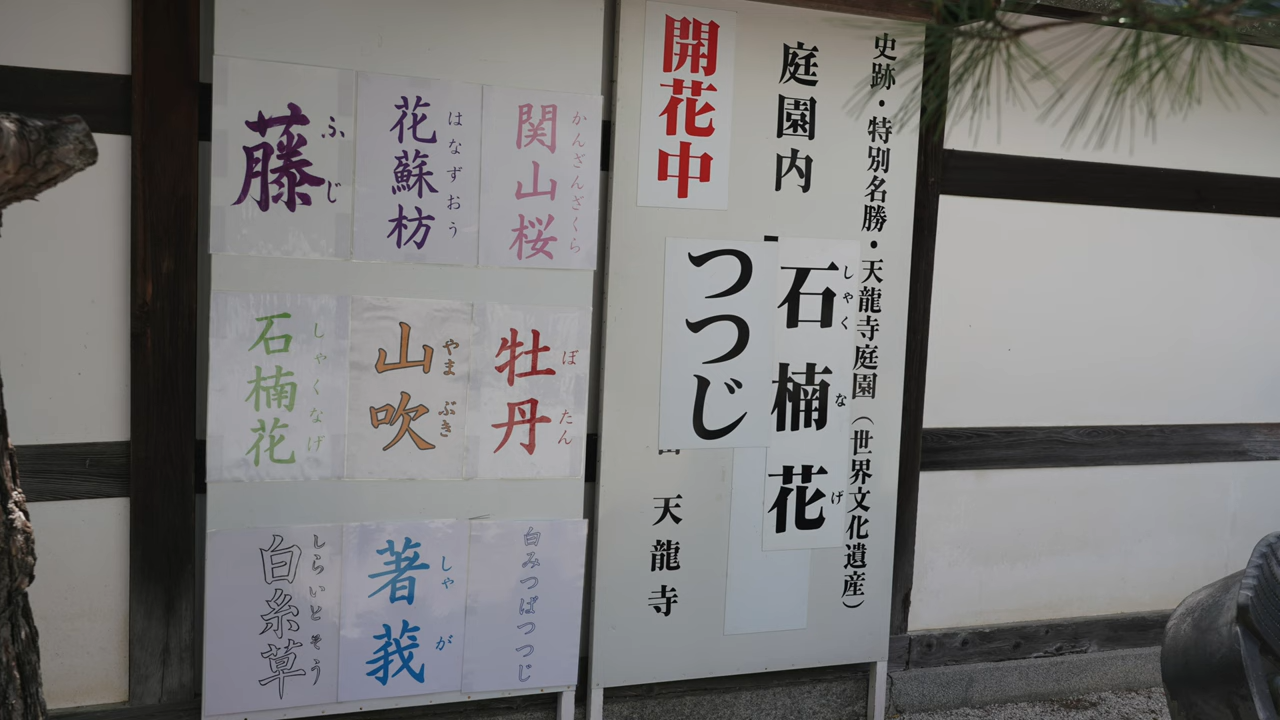 史跡・特別名勝・天龍寺庭園（世界文化遺産）
庭園内
石楠花
しゃくなげ
開花中
つつじ
天龍寺
関山桜
かんざんざくら
花蘇枋
はなずおう
藤
ふじ
牡丹
ぼたん
山吹
やまぶき
石楠花
しゃくなげ
白みつばつつじ
著莪
しゃが
白糸草
しらいとそう